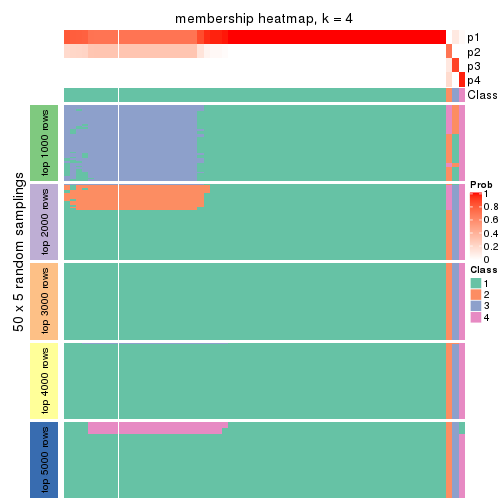 membership heatmap, k = 4
p1
p2
p3
p4
Class
50 x 5 random samplings
top 1000 rows
top 2000 rows
top 3000 rows
top 4000 rows
top 5000 rows
Prob
1
0.8
0.6
0.4
0.2
0
Class
1
2
3
4